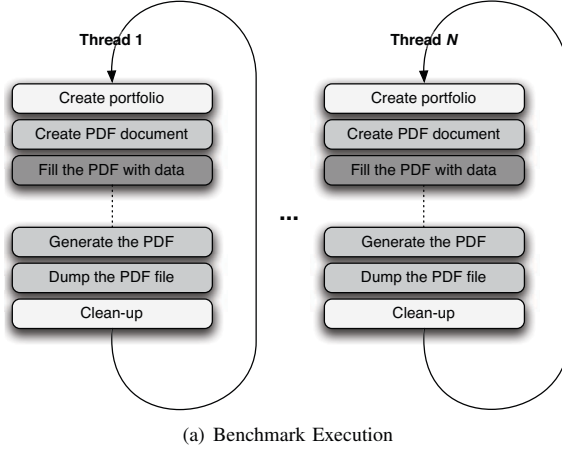 Thread 1
Thread N
Create portfolio
Create portfolio
Create PDF document
Create PDF document
Fill the PDF with data
Fill the PDF with data
...
Generate the PDF
Generate the PDF
Dump the PDF file
Dump the PDF file
Clean-up
Clean-up
(a) Benchmark Execution